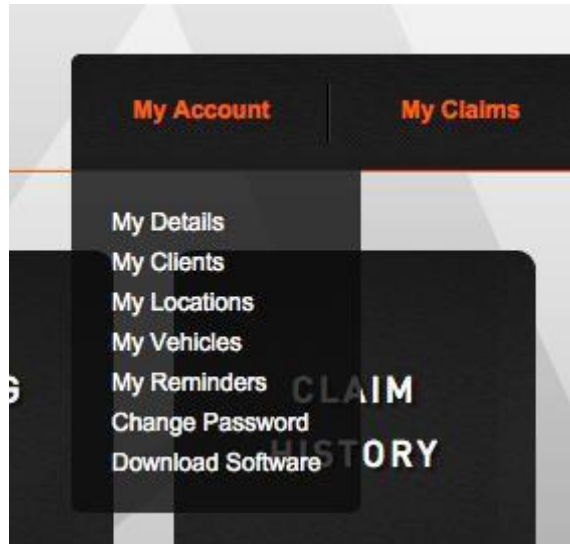 My Account
My Claims
My Details
My Clients
My Locations
My Vehicles
My Reminders
Change Password
Download Software
G
CLAIM
HISTORY